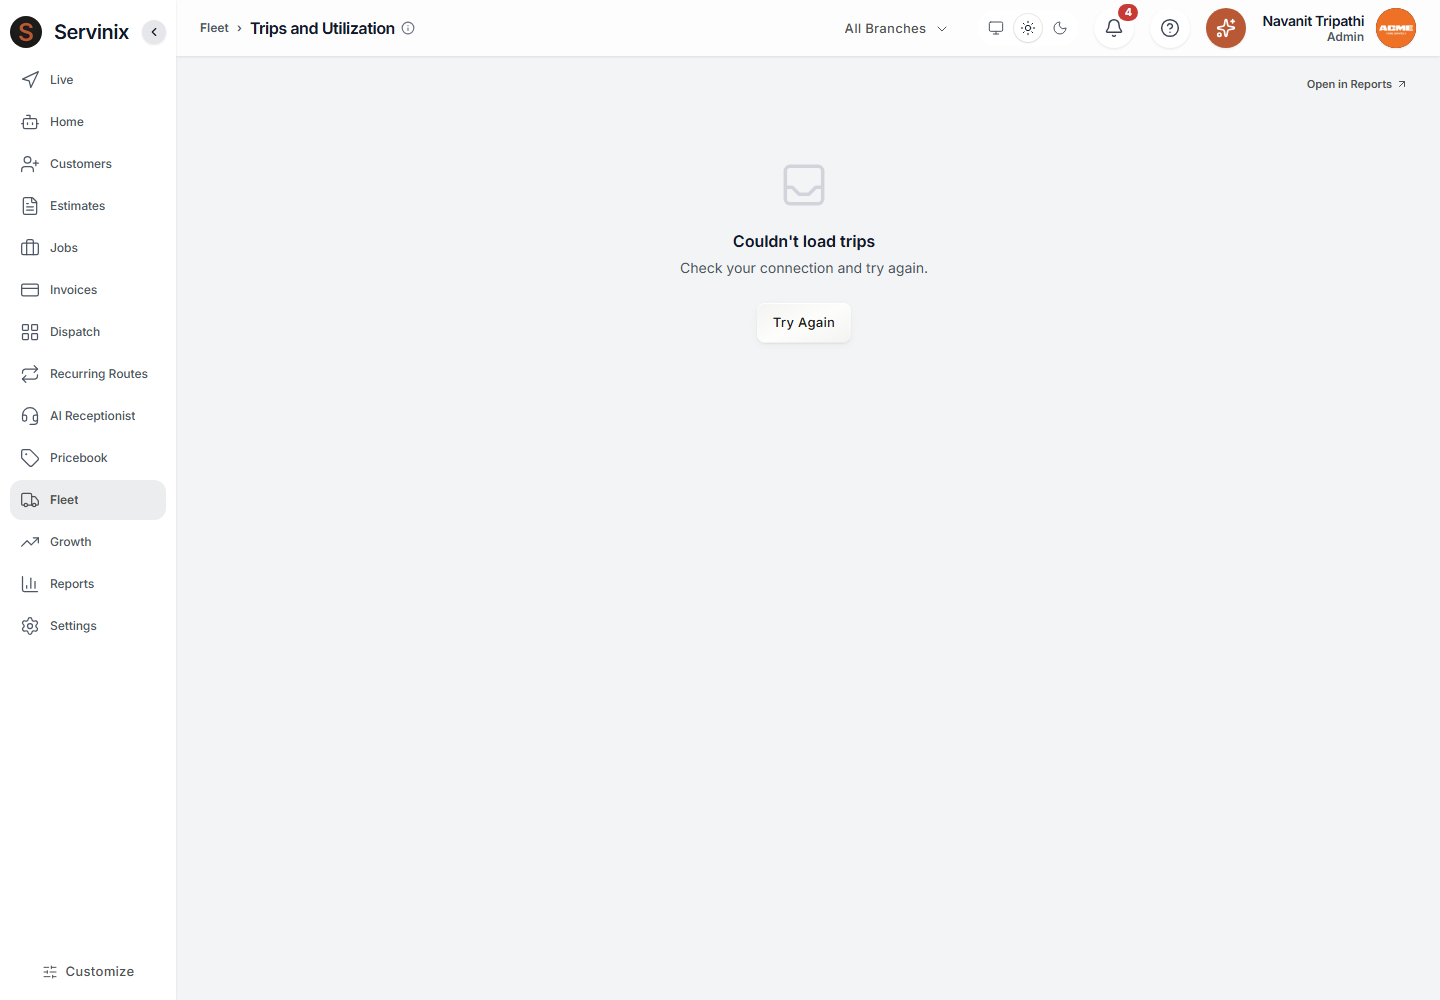 S Servinix
Live
Home
Customers
Estimates
Jobs
Invoices
Dispatch
Recurring Routes
AI Receptionist
Pricebook
Fleet
Growth
Reports
Settings
Customize
Fleet › Trips and Utilization
All Branches
4
Navanit Tripathi
Admin
ACME
Open in Reports
Couldn't load trips
Check your connection and try again.
Try Again